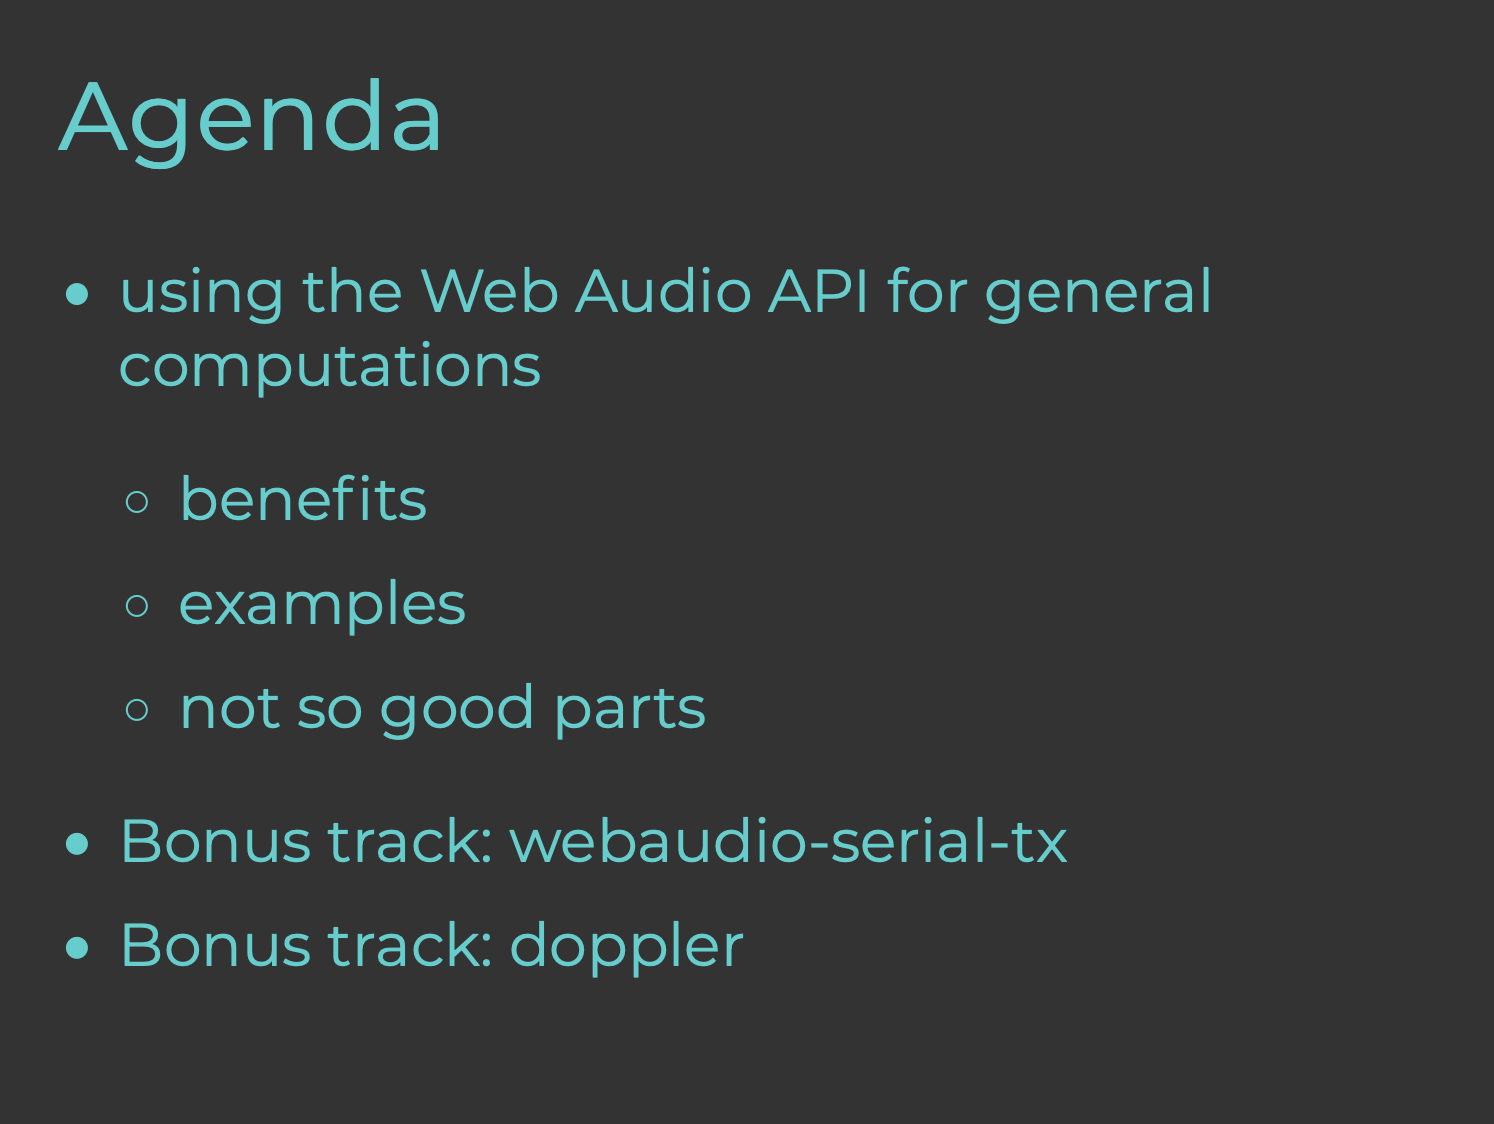 Agenda
● using the Web Audio API for general
computations
○ benefits
○ examples
○ not so good parts
● Bonus track: webaudio-serial-tx
● Bonus track: doppler